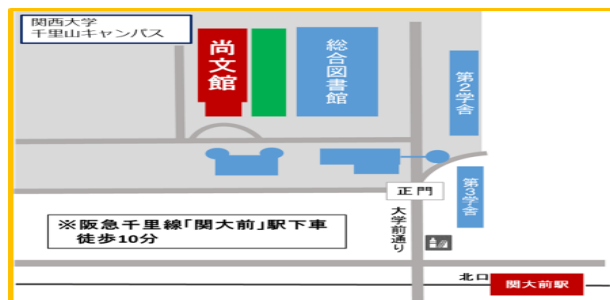 関西大学
千里山キャンパス
尚文館
総合図書館
第2学舎
正門
第3学舎
大学前通り
※阪急千里線「関大前」駅下車
徒歩10分
北口
関大前駅